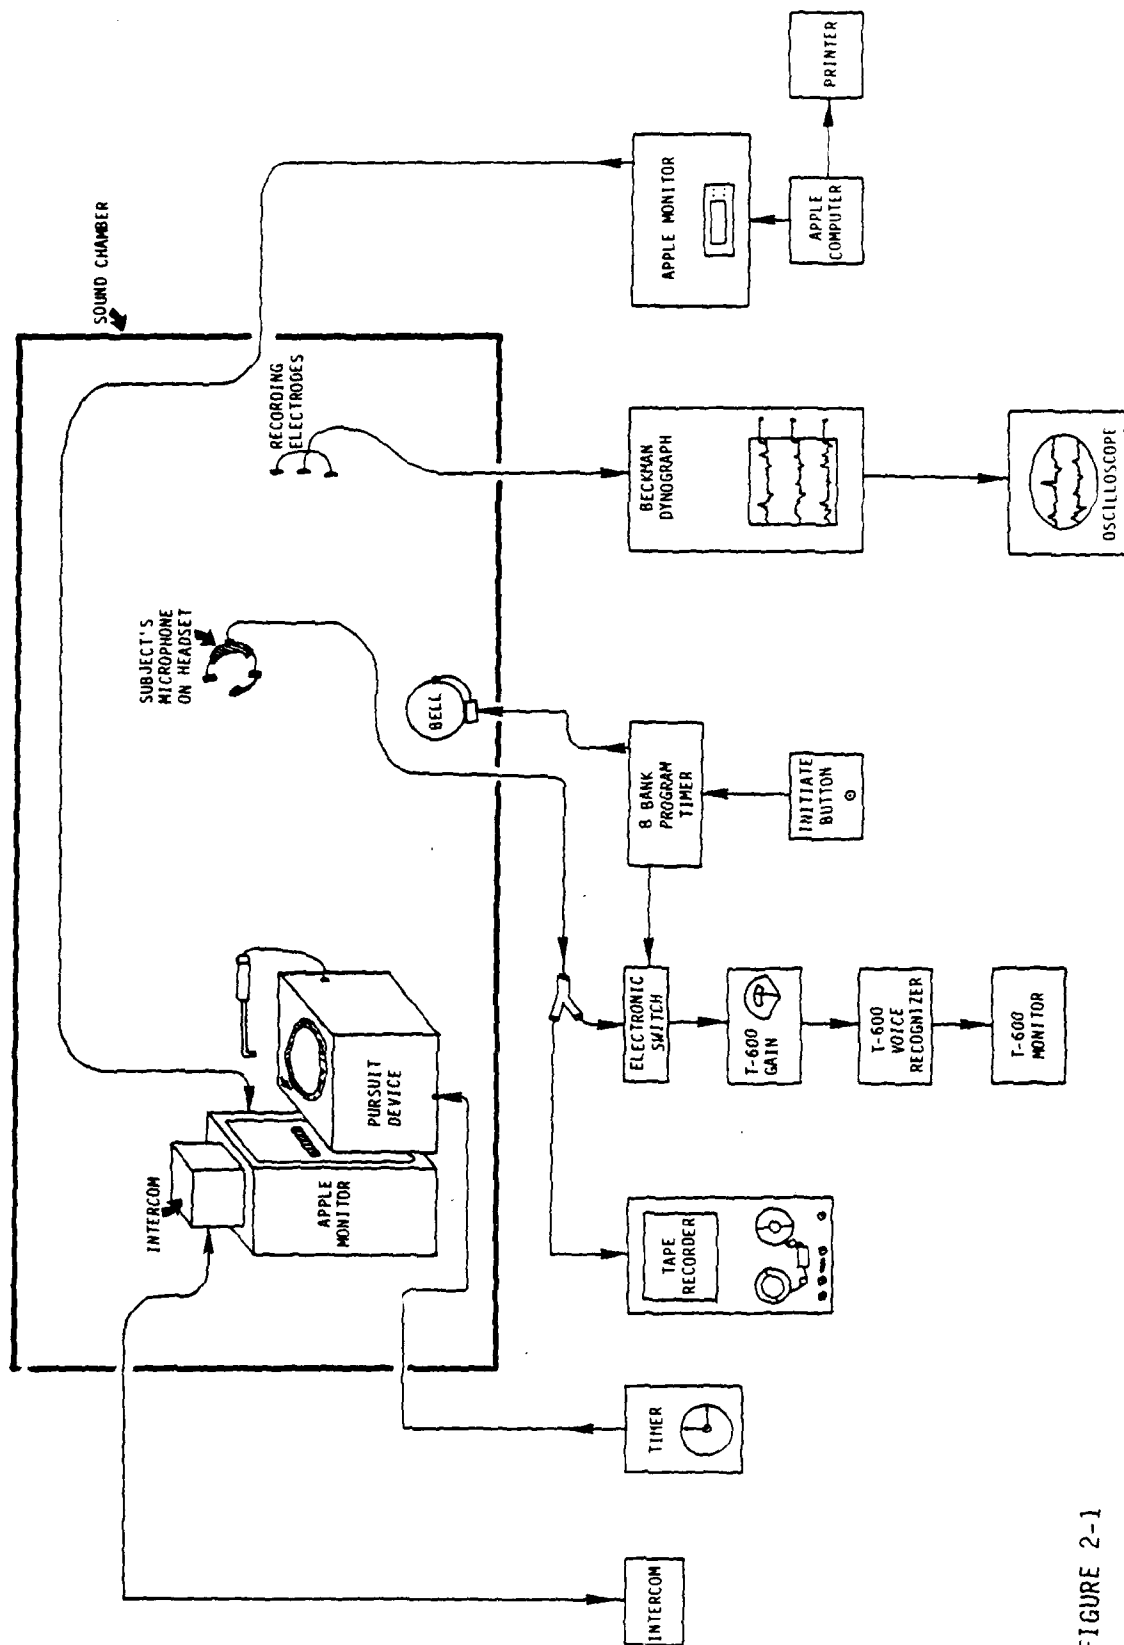 SOUND CHAMBER
INTERCOM
APPLE
MONITOR
PURSUIT
DEVICE
SUBJECT'S
MICROPHONE
ON HEADSET
BELL
RECORDING
ELECTRODES
INTERCOM
TIMER
TAPE
RECORDER
ELECTRONIC
SWITCH
T-600
GAIN
T-600
VOICE
RECOGNIZER
T-600
MONITOR
8 BANK
PROGRAM
TIMER
INITIATE
BUTTON
BECKMAN
DYNOGRAPH
OSCILLOSCOPE
APPLE MONITOR
APPLE
COMPUTER
PRINTER
FIGURE 2-1